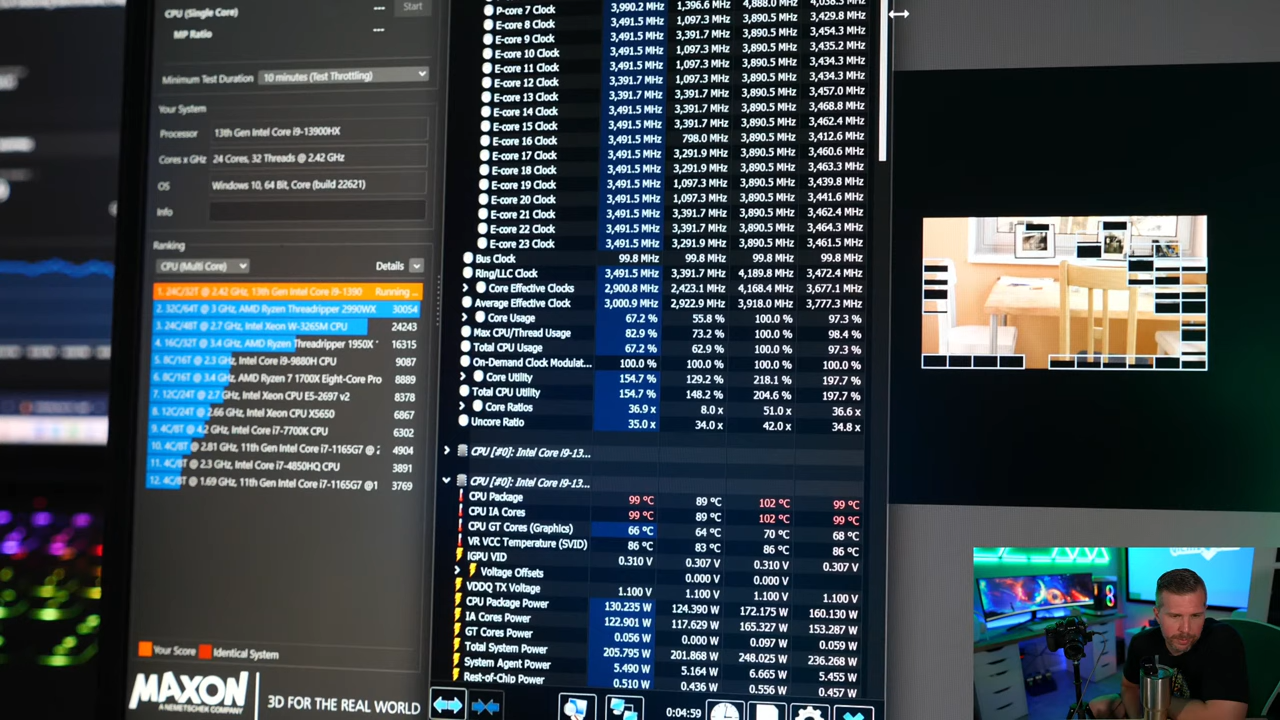 CPU (Single Core) --- Start
MP Ratio ---
Minimum Test Duration 10 minutes (Test Throttling)
Your System
Processor 13th Gen Intel Core i9-13900HX
Cores x GHz 24 Cores, 32 Threads @ 2.42 GHz
OS Windows 10, 64 Bit, Core (build 22621)
Info
Ranking
CPU (Multi Core) Details
1. 24C/32T @ 2.42 GHz, 13th Gen Intel Core i9-1390 Running...
2. 32C/64T @ 3 GHz, AMD Ryzen Threadripper 2990WX 30054
3. 24C/48T @ 2.7 GHz, Intel Xeon W-3265M CPU 24243
4. 16C/32T @ 3.4 GHz, AMD Ryzen Threadripper 1950X 16315
5. 8C/16T @ 2.3 GHz, Intel Core i9-9880H CPU 9087
6. 8C/16T @ 3.4 GHz, AMD Ryzen 7 1700X Eight-Core Pro 8889
7. 12C/24T @ 2.7 GHz, Intel Xeon CPU E5-2697 v2 8378
8. 12C/24T @ 2.66 GHz, Intel Xeon CPU X5650 6867
9. 4C/8T @ 4.2 GHz, Intel Core i7-7700K CPU 6302
10. 4C/8T @ 2.81 GHz, 11th Gen Intel Core i7-1165G7 @ 4904
11. 4C/8T @ 2.3 GHz, Intel Core i7-4850HQ CPU 3891
12. 4C/8T @ 1.69 GHz, 11th Gen Intel Core i7-1165G7 @1 3769
Your Score Identical System
MAXON
A NEMETSCHEK COMPANY
3D FOR THE REAL WORLD
P-core 7 Clock 3,990.2 MHz 1,396.6 MHz 4,888.0 MHz 4,038.3 MHz
E-core 8 Clock 3,491.5 MHz 3,391.7 MHz 3,890.5 MHz 3,429.8 MHz
E-core 9 Clock 3,491.5 MHz 1,097.3 MHz 3,890.5 MHz 3,454.3 MHz
E-core 10 Clock 3,491.5 MHz 1,097.3 MHz 3,890.5 MHz 3,435.2 MHz
E-core 11 Clock 3,491.5 MHz 3,391.7 MHz 3,890.5 MHz 3,434.3 MHz
E-core 12 Clock 3,391.7 MHz 1,097.3 MHz 3,890.5 MHz 3,434.3 MHz
E-core 13 Clock 3,391.7 MHz 3,391.7 MHz 3,890.5 MHz 3,457.0 MHz
E-core 14 Clock 3,491.5 MHz 3,391.7 MHz 3,890.5 MHz 3,468.8 MHz
E-core 15 Clock 3,491.5 MHz 3,391.7 MHz 3,890.5 MHz 3,462.4 MHz
E-core 16 Clock 3,491.5 MHz 798.0 MHz 3,890.5 MHz 3,412.6 MHz
E-core 17 Clock 3,491.5 MHz 3,291.9 MHz 3,890.5 MHz 3,460.6 MHz
E-core 18 Clock 3,491.5 MHz 3,291.9 MHz 3,890.5 MHz 3,463.3 MHz
E-core 19 Clock 3,491.5 MHz 1,097.3 MHz 3,890.5 MHz 3,439.8 MHz
E-core 20 Clock 3,491.5 MHz 1,097.3 MHz 3,890.5 MHz 3,441.6 MHz
E-core 21 Clock 3,491.5 MHz 3,391.7 MHz 3,890.5 MHz 3,462.4 MHz
E-core 22 Clock 3,491.5 MHz 3,391.7 MHz 3,890.5 MHz 3,464.3 MHz
E-core 23 Clock 3,491.5 MHz 3,291.9 MHz 3,890.5 MHz 3,461.5 MHz
Bus Clock 99.8 MHz 99.8 MHz 99.8 MHz 99.8 MHz
Ring/LLC Clock 3,491.5 MHz 3,391.7 MHz 4,189.8 MHz 3,472.4 MHz
Core Effective Clocks 2,900.8 MHz 2,423.1 MHz 4,168.4 MHz 3,677.1 MHz
Average Effective Clock 3,000.9 MHz 2,922.9 MHz 3,918.0 MHz 3,777.3 MHz
Core Usage 67.2 % 55.8 % 100.0 % 97.3 %
Max CPU/Thread Usage 82.9 % 73.2 % 100.0 % 98.4 %
Total CPU Usage 67.2 % 62.9 % 100.0 % 97.3 %
On-Demand Clock Modulat... 100.0 % 100.0 % 100.0 % 100.0 %
Core Utility 154.7 % 129.2 % 218.1 % 197.7 %
Total CPU Utility 154.7 % 148.2 % 204.6 % 197.7 %
Core Ratios 36.9 x 8.0 x 51.0 x 36.6 x
Uncore Ratio 35.0 x 34.0 x 42.0 x 34.8 x
CPU [#0]: Intel Core i9-13...
CPU [#0]: Intel Core i9-13...
CPU Package 99 °C 89 °C 102 °C 99 °C
CPU IA Cores 99 °C 89 °C 102 °C 99 °C
CPU GT Cores (Graphics) 66 °C 64 °C 70 °C 68 °C
VR VCC Temperature (SVID) 86 °C 83 °C 86 °C 86 °C
iGPU VID 0.310 V 0.307 V 0.310 V 0.307 V
Voltage Offsets 0.000 V 0.000 V
VDDQ TX Voltage 1.100 V 1.100 V 1.100 V 1.100 V
CPU Package Power 130.235 W 124.390 W 172.175 W 160.130 W
IA Cores Power 122.901 W 117.629 W 165.327 W 153.287 W
GT Cores Power 0.056 W 0.000 W 0.097 W 0.059 W
Total System Power 205.795 W 201.868 W 248.025 W 236.268 W
System Agent Power 5.490 W 5.164 W 6.665 W 5.455 W
Rest-of-Chip Power 0.510 W 0.436 W 0.556 W 0.457 W
0:04:59